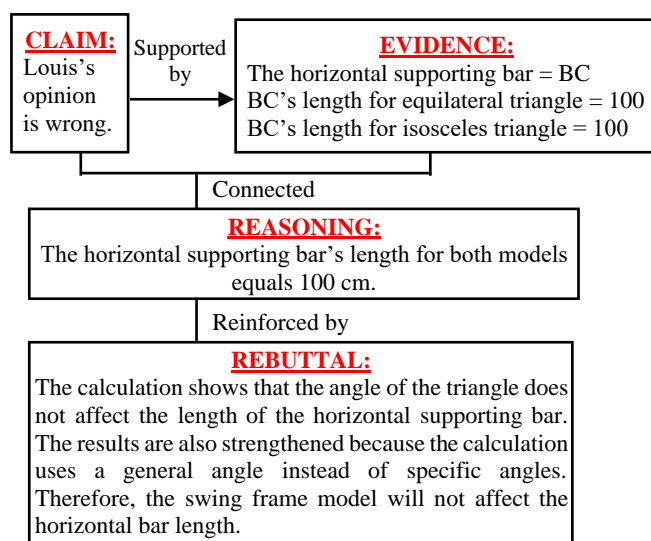 CLAIM:
Louis’s
opinion
is wrong.
Supported
by
EVIDENCE:
The horizontal supporting bar = BC
BC’s length for equilateral triangle = 100
BC’s length for isosceles triangle = 100
Connected
REASONING:
The horizontal supporting bar’s length for both models
equals 100 cm.
Reinforced by
REBUTTAL:
The calculation shows that the angle of the triangle does
not affect the length of the horizontal supporting bar.
The results are also strengthened because the calculation
uses a general angle instead of specific angles.
Therefore, the swing frame model will not affect the
horizontal bar length.